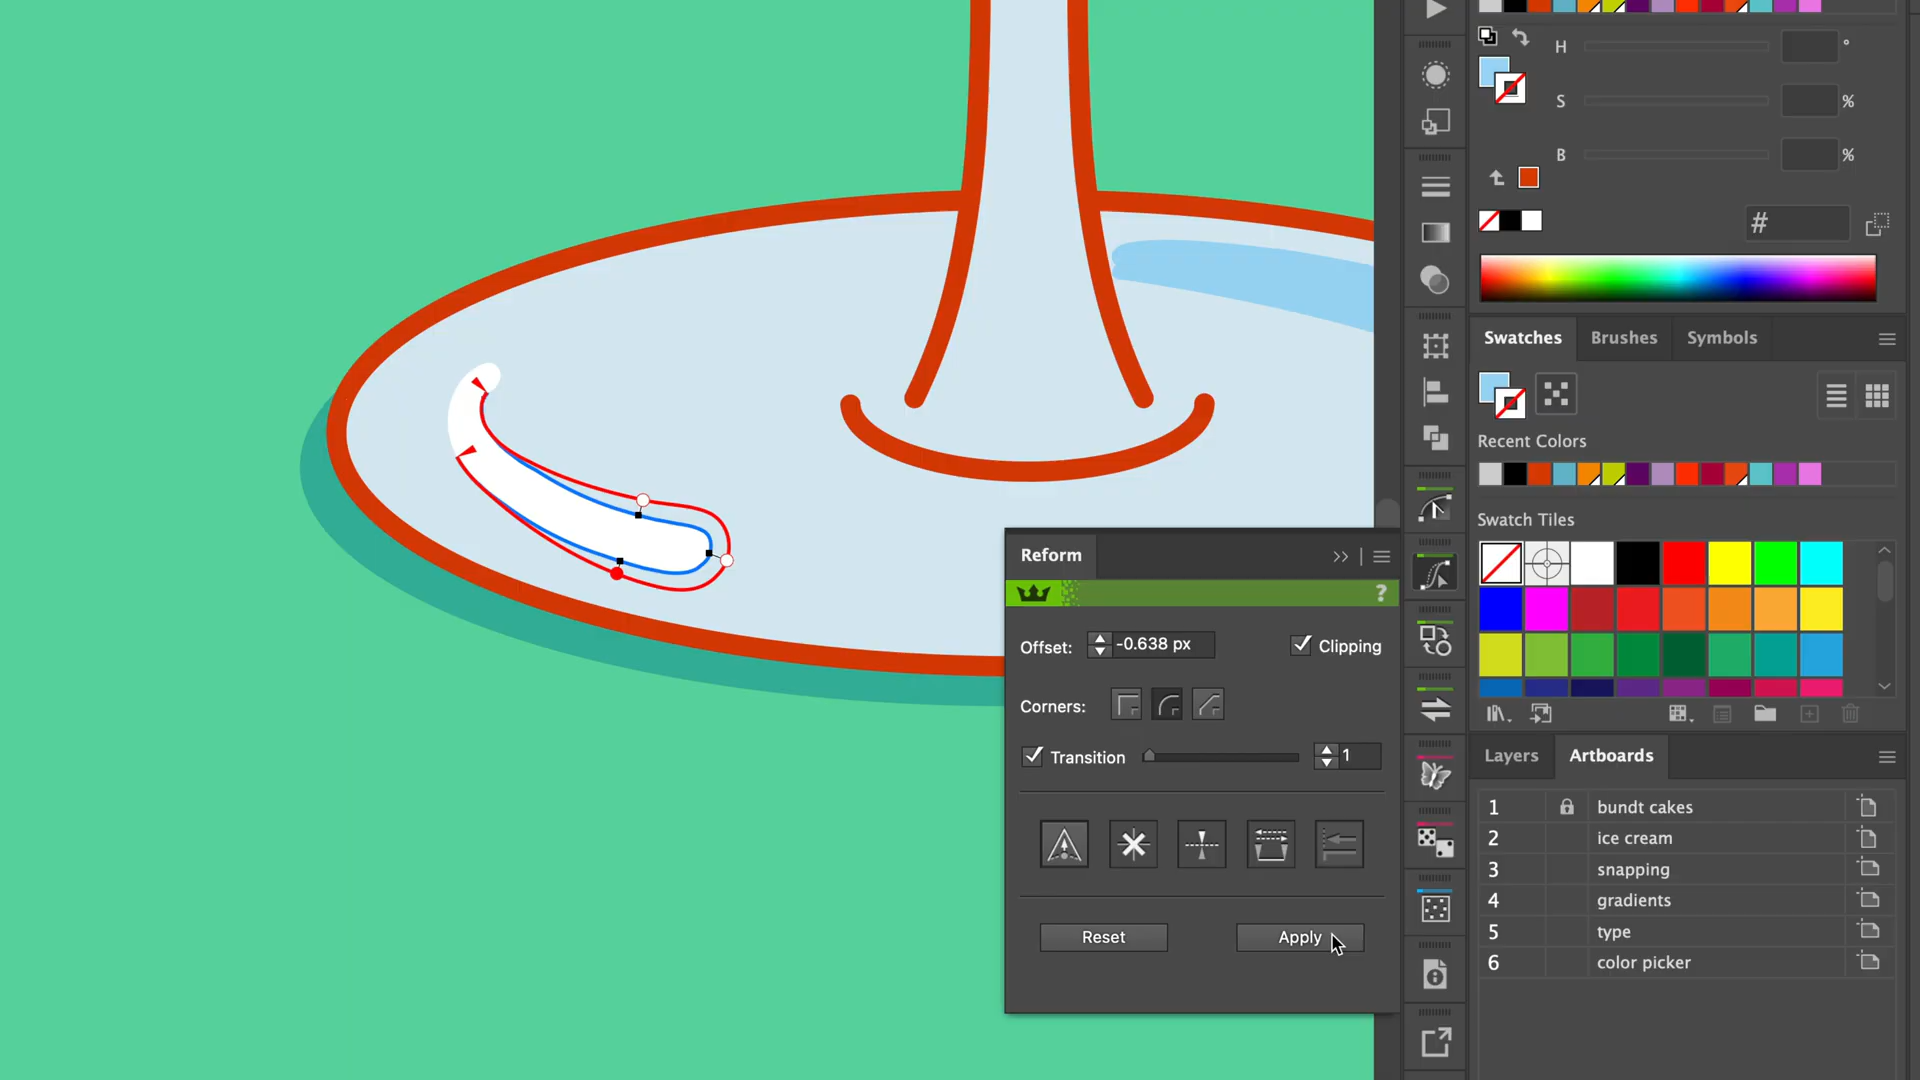 H °
S %
B %
#
Swatches Brushes Symbols
Recent Colors
Swatch Tiles
Reform
?
Offset: -0.638 px Clipping
Corners:
Transition 1
Reset Apply
Layers Artboards
1 bundt cakes
2 ice cream
3 snapping
4 gradients
5 type
6 color picker